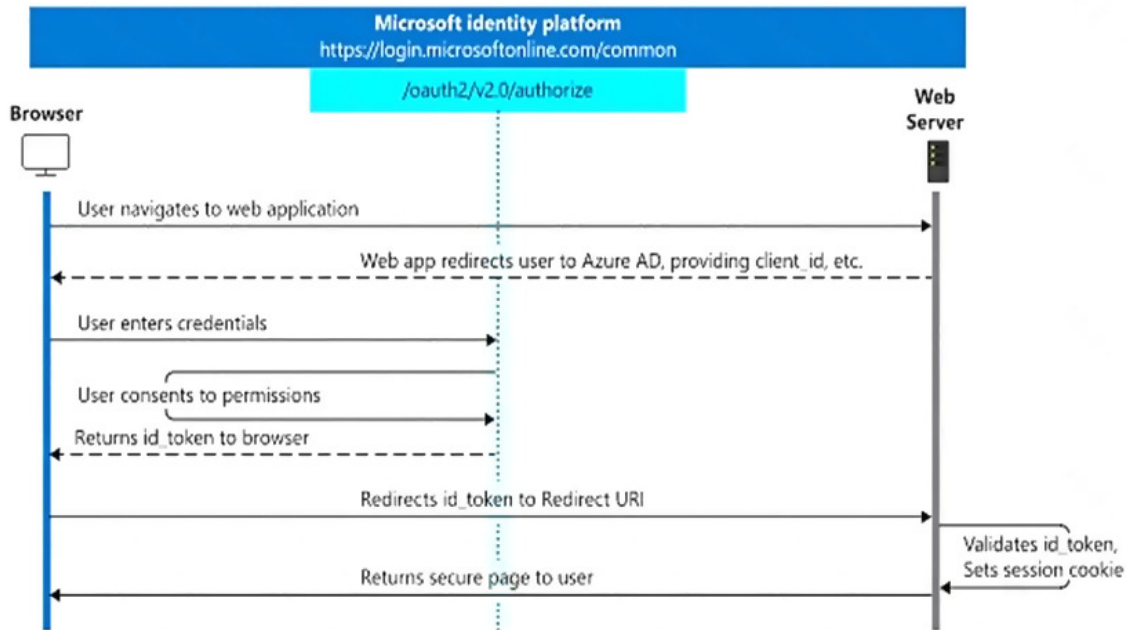 Microsoft identity platform
https://login.microsoftonline.com/common
/oauth2/v2.0/authorize
Browser
Web
Server
User navigates to web application
Web app redirects user to Azure AD, providing client_id, etc.
User enters credentials
User consents to permissions
Returns id_token to browser
Redirects id_token to Redirect URI
Validates id_token,
Sets session cookie
Returns secure page to user